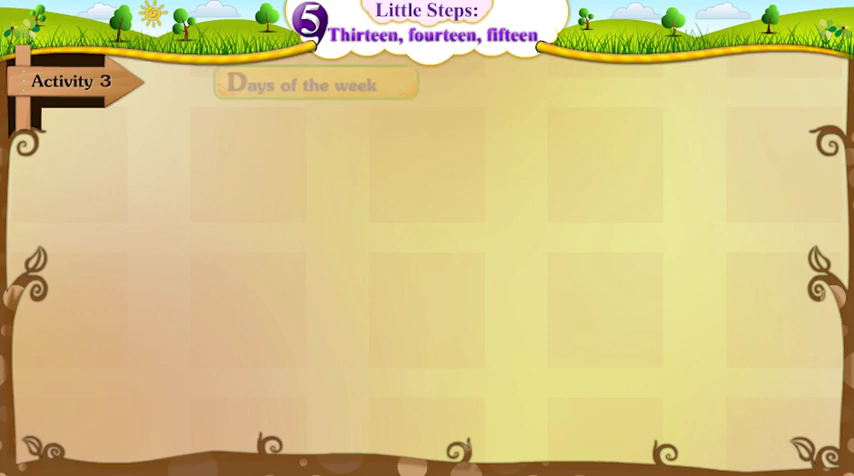 5
Little Steps:
Thirteen, fourteen, fifteen
Activity 3
Days of the week